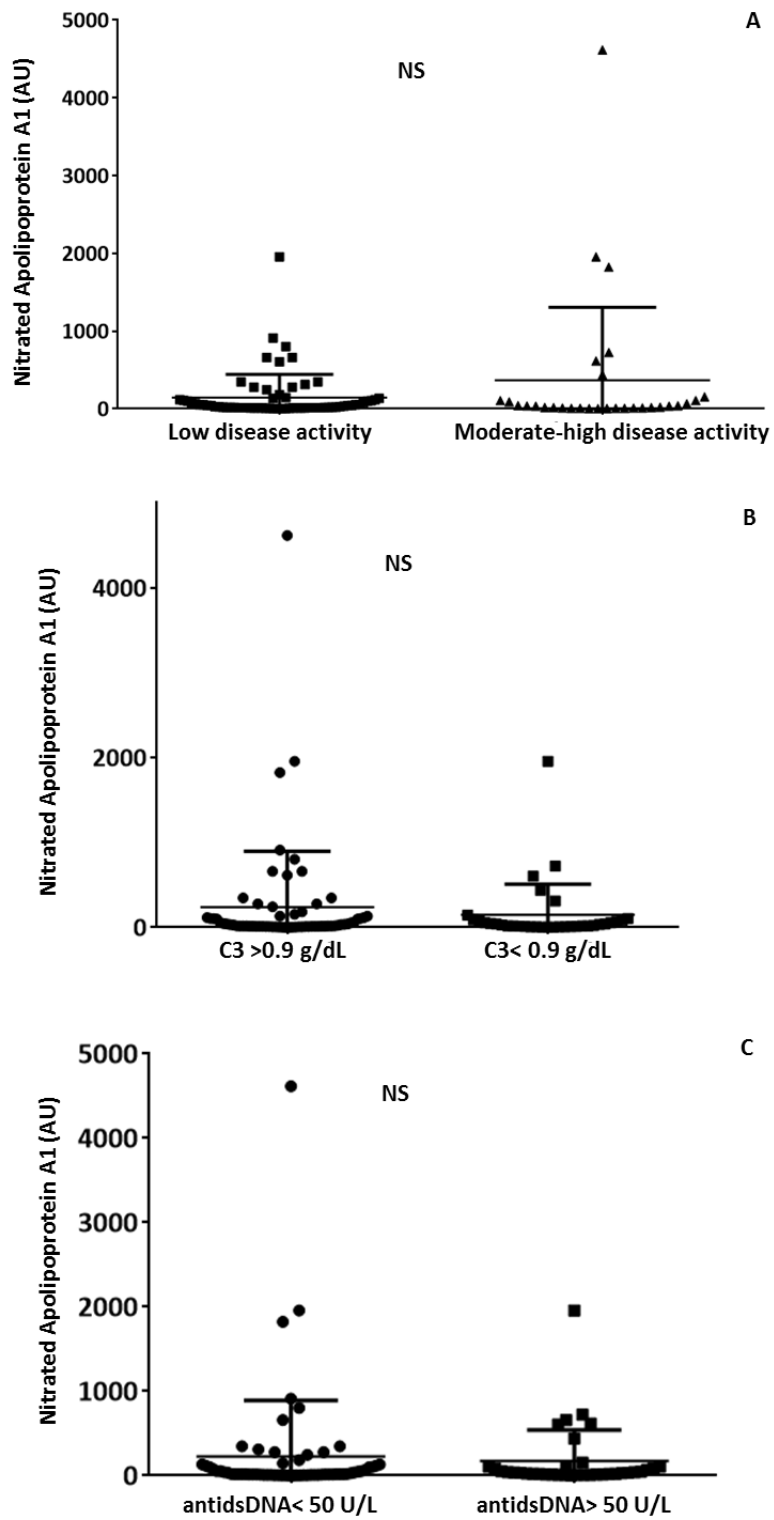 A
Nitrated Apolipoprotein A1 (AU)
5000
NS
4000
3000
2000
1000
0
Low disease activity Moderate-high disease activity
B
Nitrated Apolipoprotein A1 (AU)
NS
4000
2000
0
C3 >0.9 g/dL C3< 0.9 g/dL
C
Nitrated Apolipoprotein A1 (AU)
5000
NS
4000
3000
2000
1000
0
antidsDNA< 50 U/L antidsDNA> 50 U/L